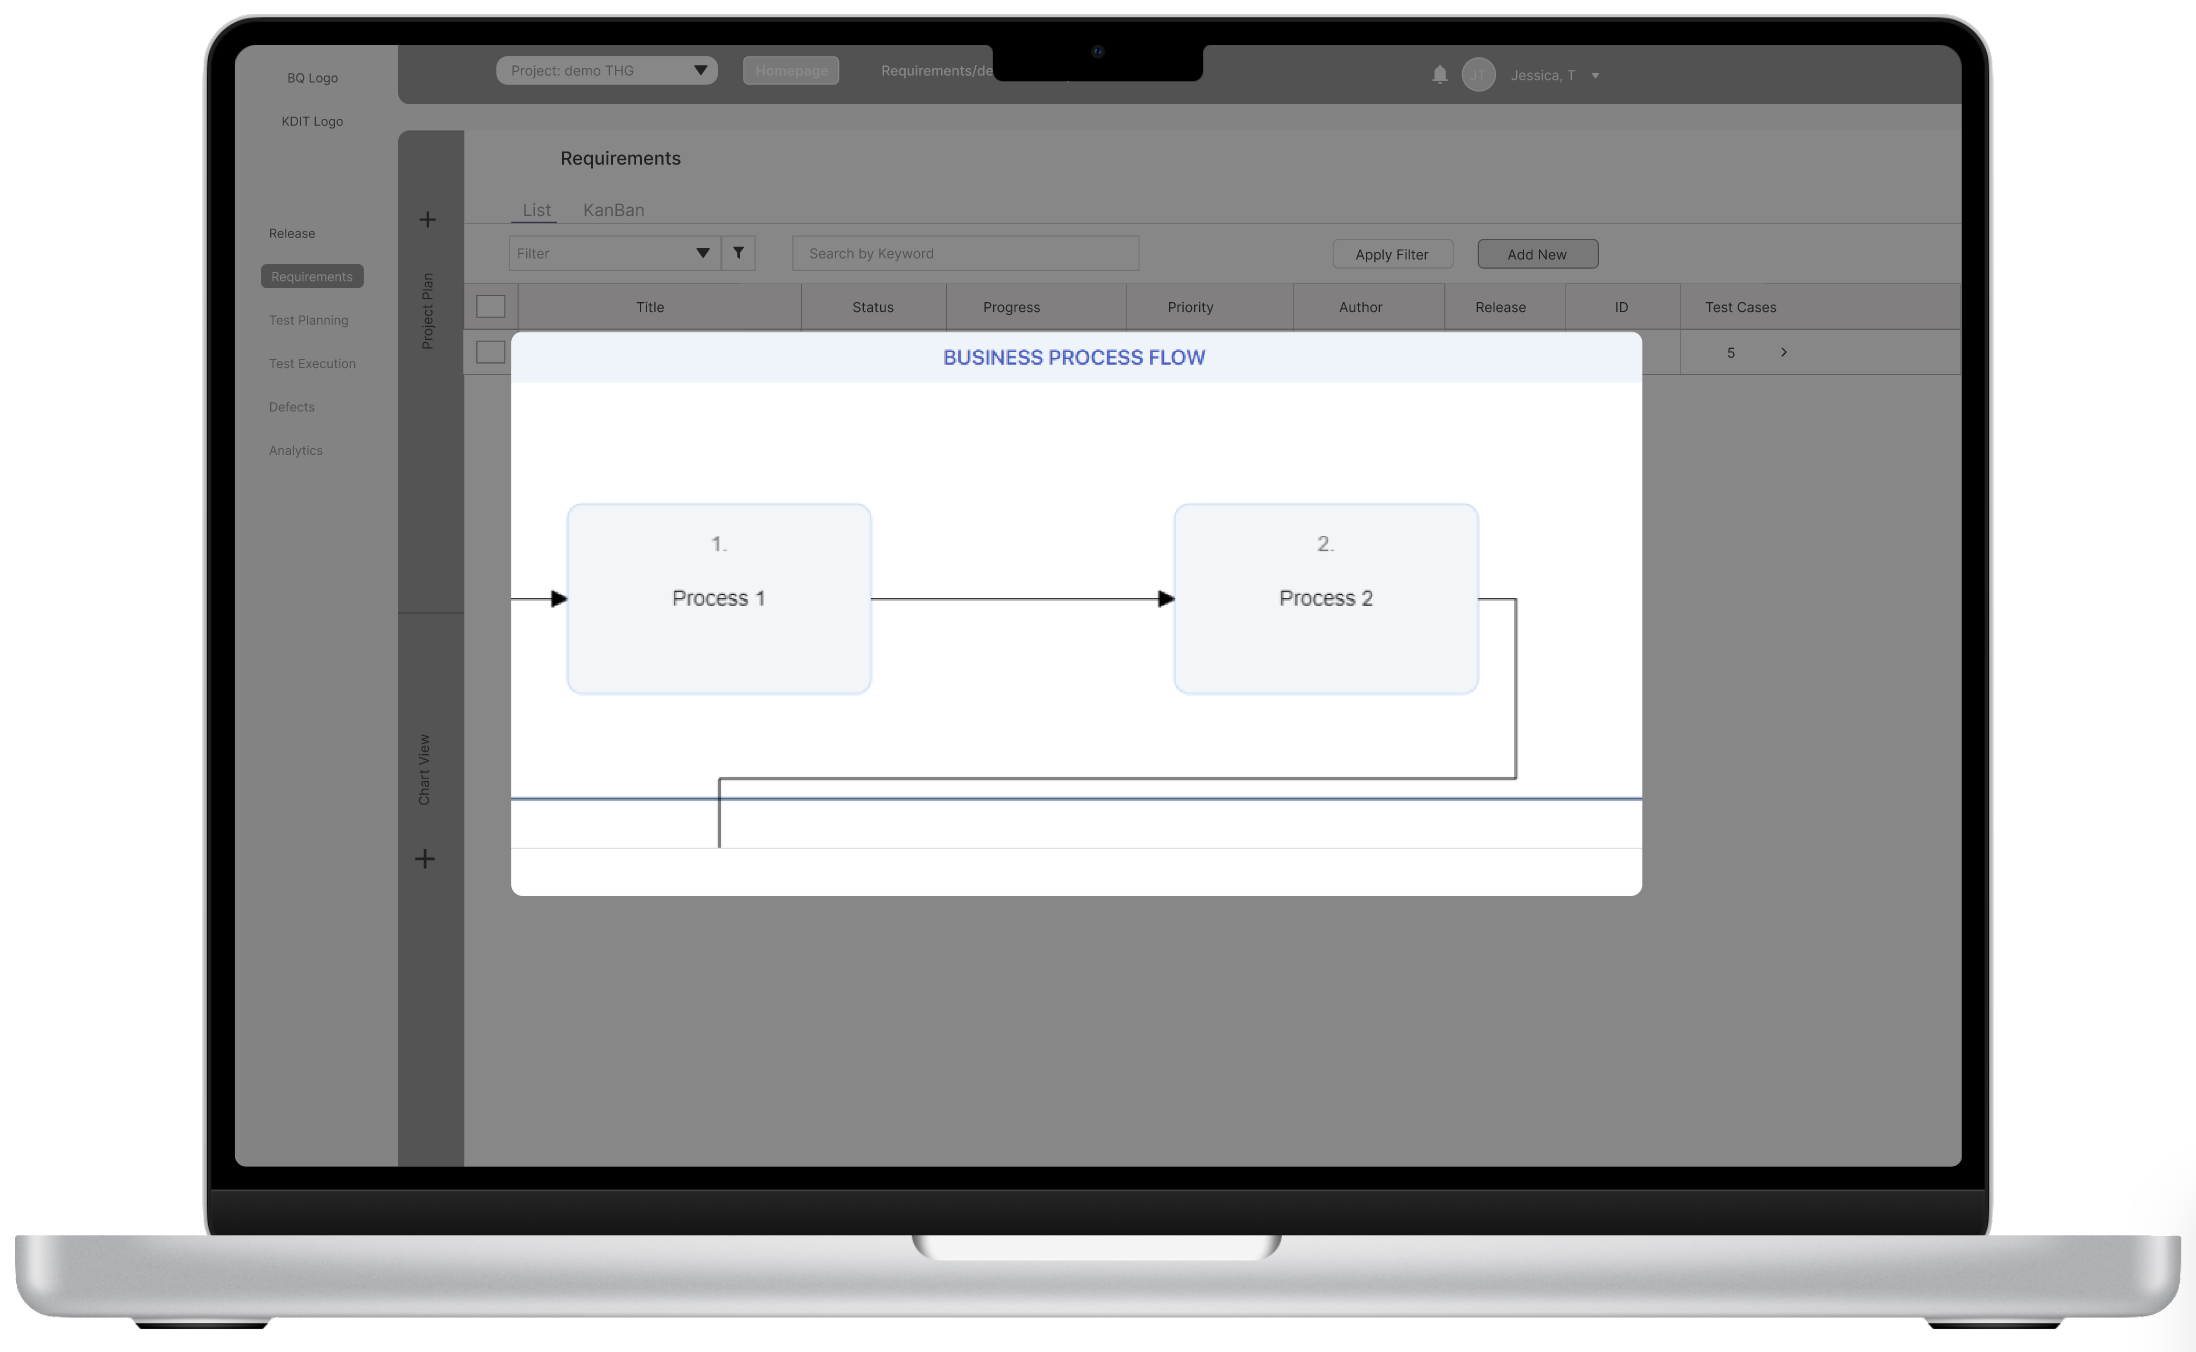 BQ Logo
KDIT Logo
Project: demo THG
Homepage
Requirements/de
JT
Jessica, T
Release
Requirements
Test Planning
Test Execution
Defects
Analytics
Project Plan
Chart View
Requirements
List KanBan
Filter
Search by Keyword
Apply Filter
Add New
Title Status Progress Priority Author Release ID Test Cases
5
BUSINESS PROCESS FLOW
1.
Process 1
2.
Process 2